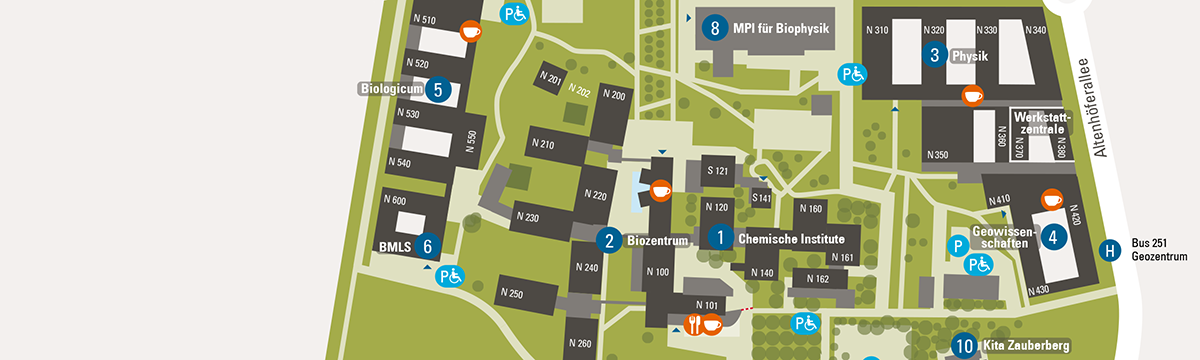 N 510
N 520
Biologicum
5
N 530
N 550
N 540
N 600
BMLS
6
P
P
N 201
N 202
N 200
N 210
N 220
N 230
2
Biozentrum
N 240
N 250
N 260
N 100
N 101
8
MPI für Biophysik
S 121
S 141
N 120
N 160
1
Chemische Institute
N 161
N 140
N 162
P
P
N 310
N 320
N 330
N 340
3
Physik
Werkstatt-
zentrale
N 350
N 360
N 370
N 380
N 410
N 420
Geowissen-
schaften
4
P
P
N 430
Altenhöferallee
H
Bus 251
Geozentrum
10
Kita Zauberberg